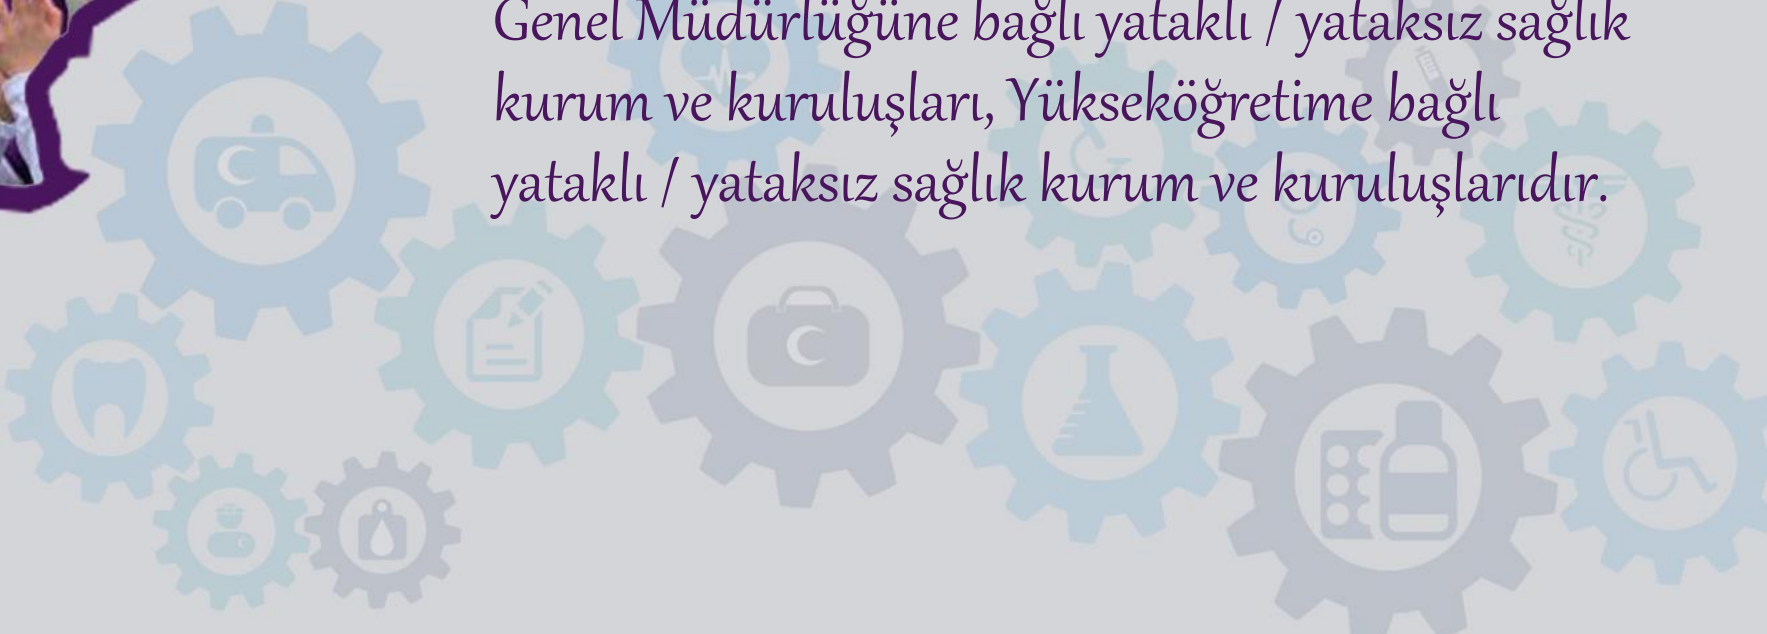 Genel Müdürlüğüne bağlı yataklı / yataksız sağlık
kurum ve kuruluşları, Yükseköğretime bağlı
yataklı / yataksız sağlık kurum ve kuruluşlarıdır.